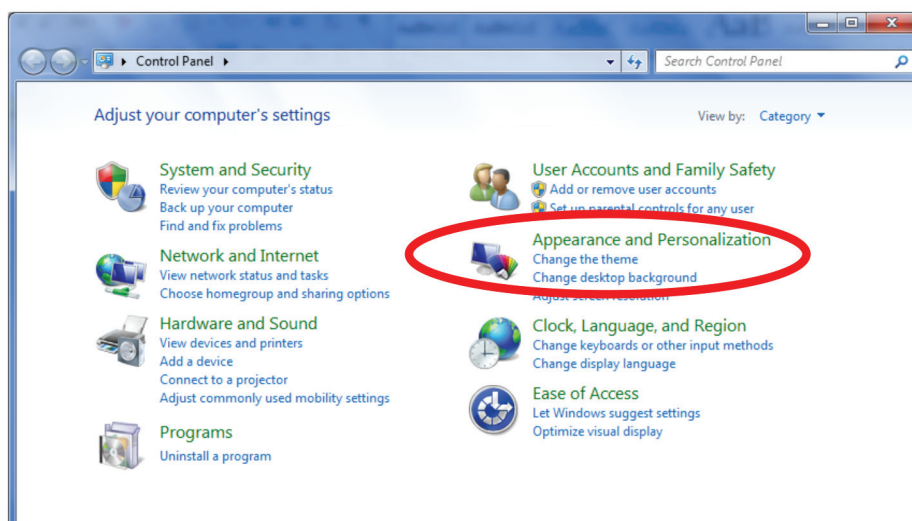 Control Panel
Search Control Panel
Adjust your computer's settings
View by: Category
System and Security
Review your computer's status
Back up your computer
Find and fix problems
Network and Internet
View network status and tasks
Choose homegroup and sharing options
Hardware and Sound
View devices and printers
Add a device
Connect to a projector
Adjust commonly used mobility settings
Programs
Uninstall a program
User Accounts and Family Safety
Add or remove user accounts
Set up parental controls for any user
Appearance and Personalization
Change the theme
Change desktop background
Adjust screen resolution
Clock, Language, and Region
Change keyboards or other input methods
Change display language
Ease of Access
Let Windows suggest settings
Optimize visual display